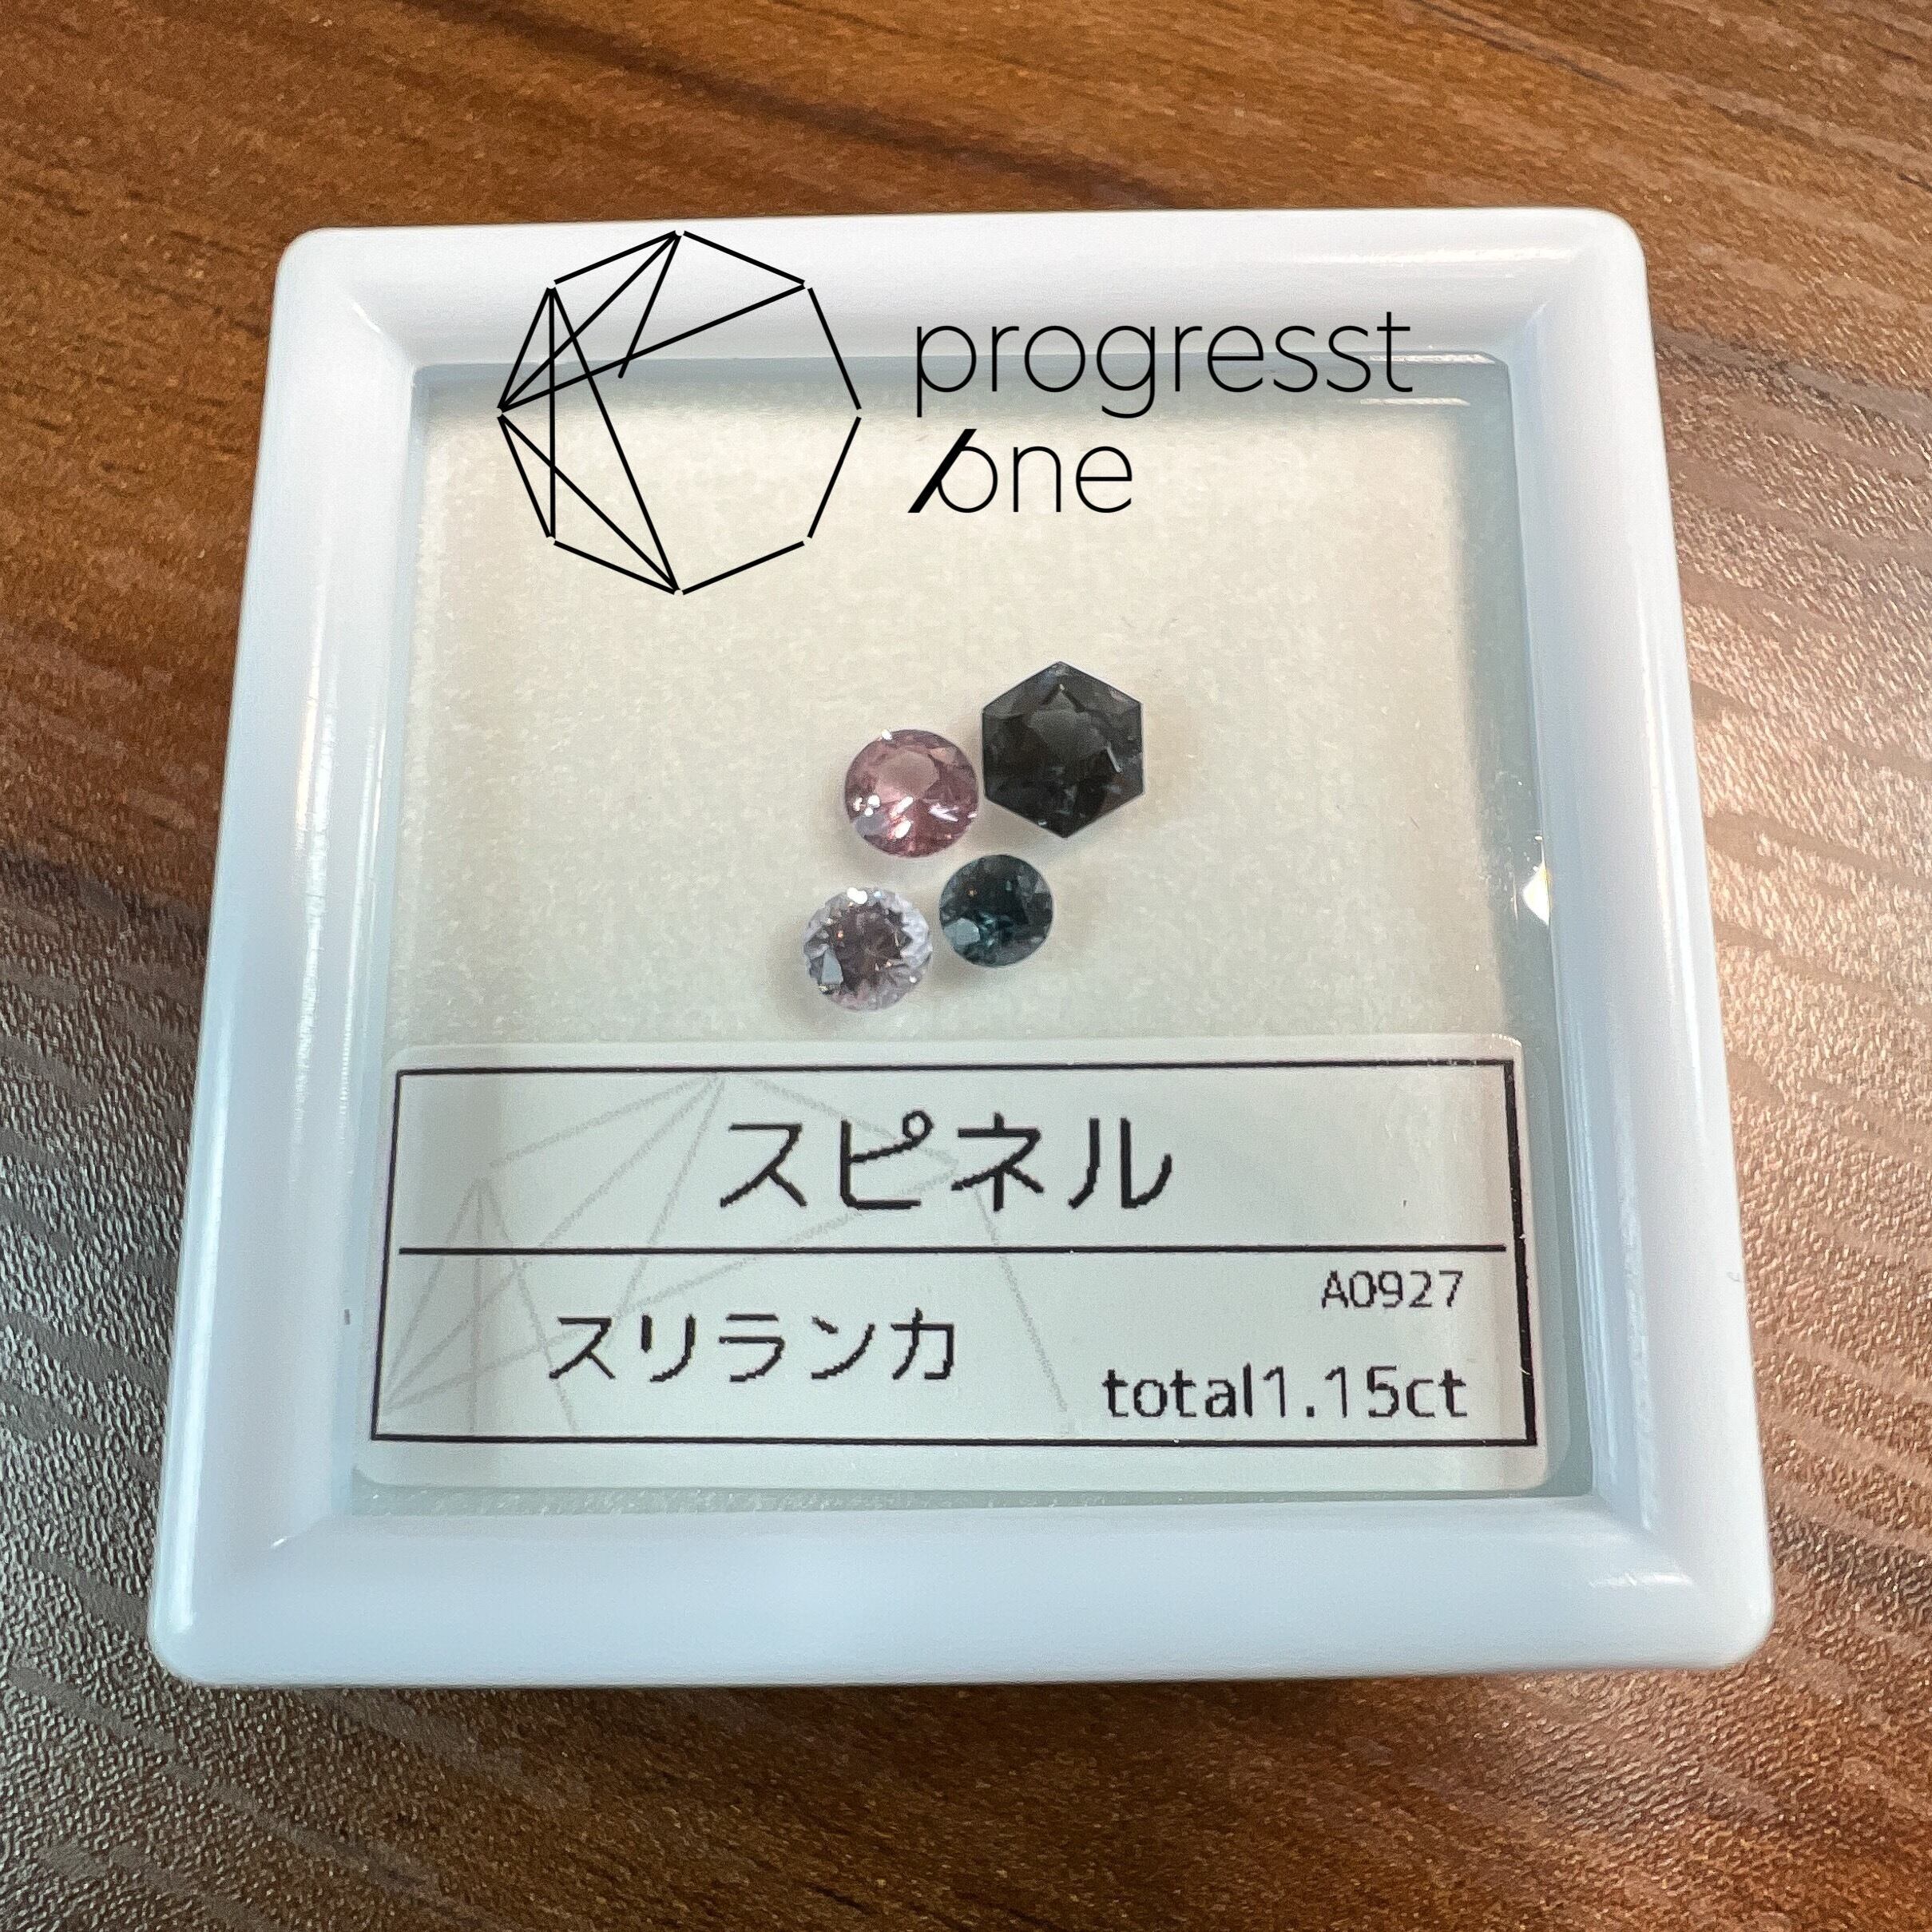 progresst
one
スピネル
A0927
スリランカ
total1.15ct